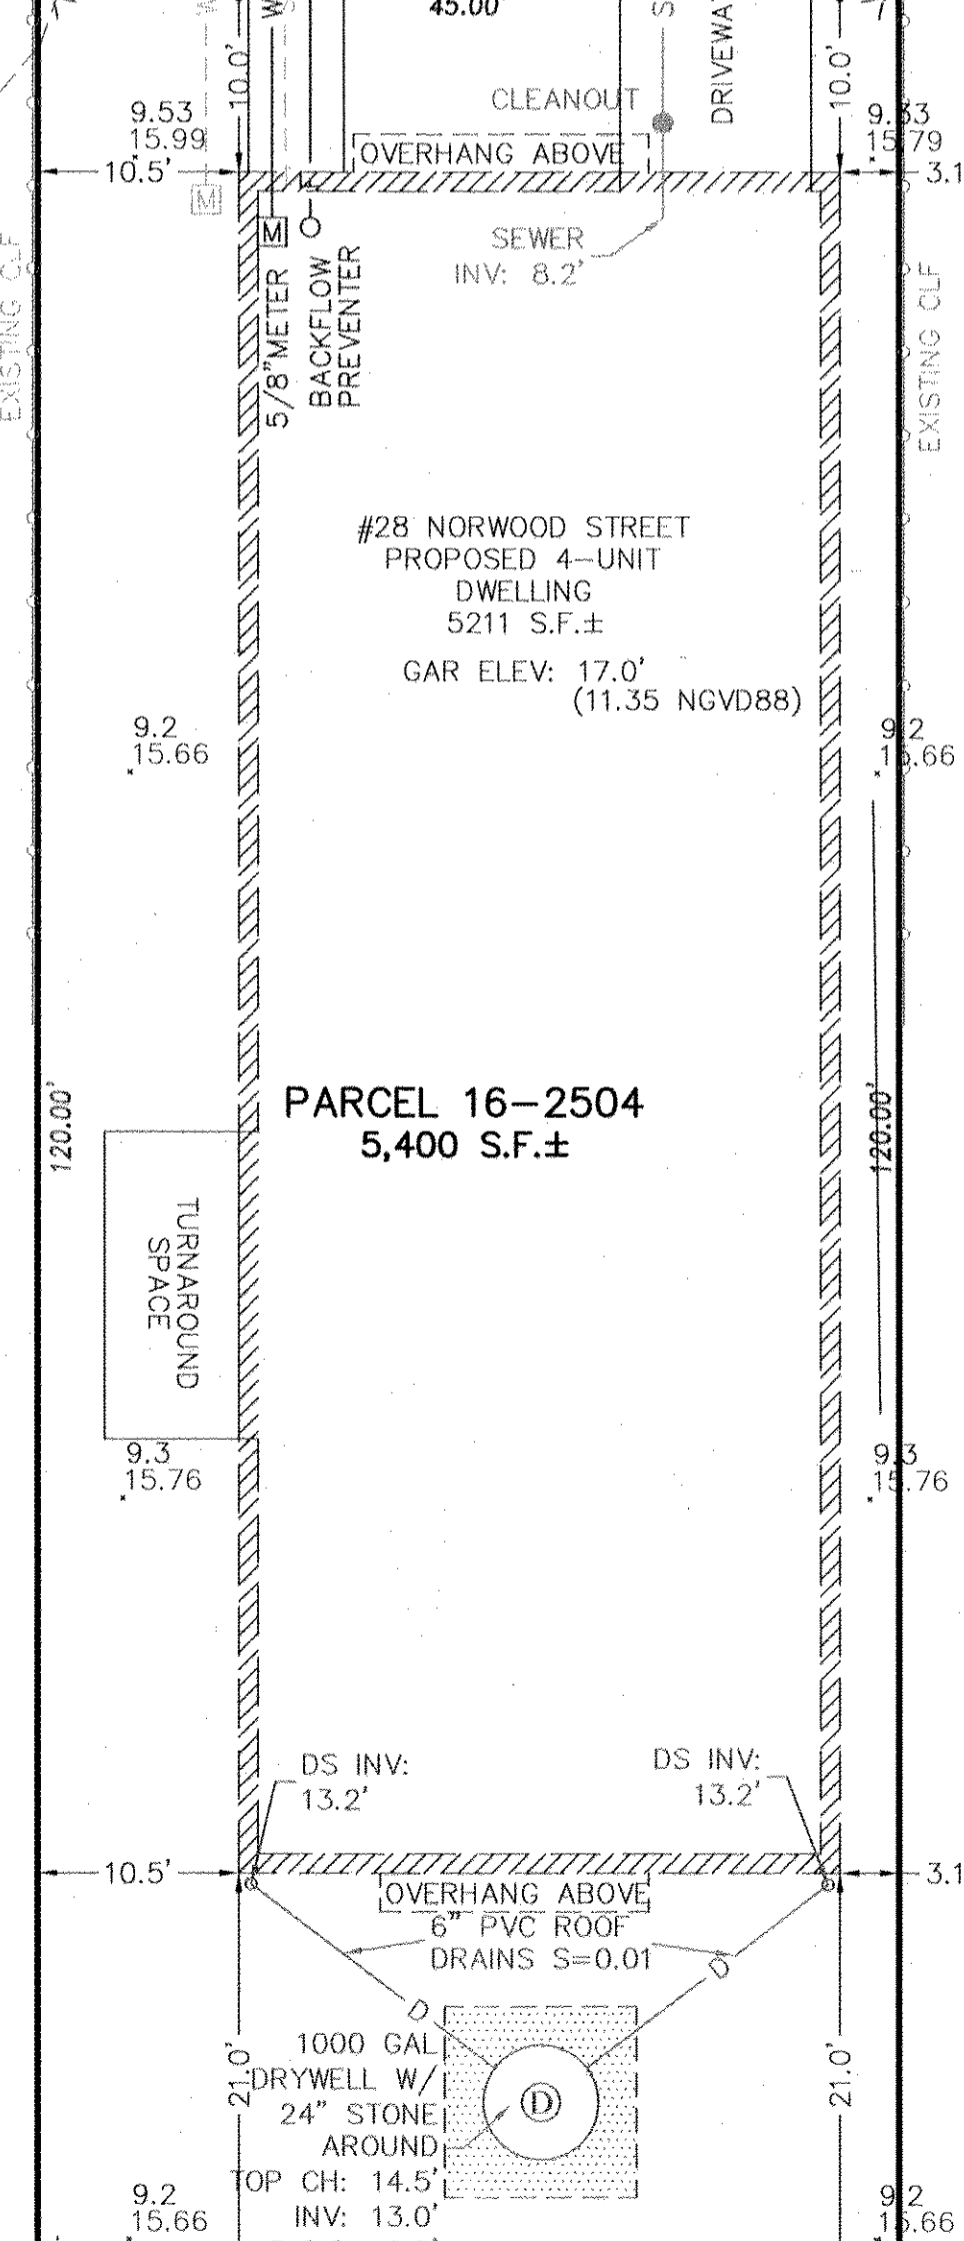 45.00'
W
S
DRIVEWAY
10.0'
10.0'
CLEANOUT
9.53
15.99
9.53
15.79
OVERHANG ABOVE
10.5'
3.1
M
M
SEWER
INV: 8.2'
5/8"METER
BACKFLOW
PREVENTER
EXISTING CLF
EXISTING CLF
#28 NORWOOD STREET
PROPOSED 4-UNIT
DWELLING
5211 S.F.±
GAR ELEV: 17.0'
(11.35 NGVD88)
9.2
15.66
9.2
15.66
PARCEL 16-2504
5,400 S.F.±
120.00'
120.00'
TURNAROUND
SPACE
9.3
15.76
9.3
15.76
DS INV:
13.2'
DS INV:
13.2'
10.5'
3.1
OVERHANG ABOVE
6" PVC ROOF
DRAINS S=0.01
D
D
1000 GAL
DRYWELL W/
24" STONE
AROUND
TOP CH: 14.5'
INV: 13.0'
D
21.0'
21.0'
9.2
15.66
9.2
15.66